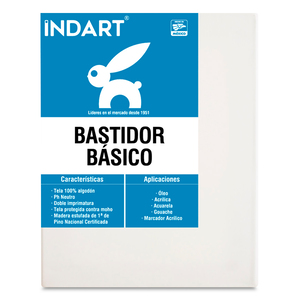 INDART
Líderes en el mercado desde 1951
BASTIDOR
BÁSICO
Características
· Tela 100% algodón
· Ph Neutro
· Doble imprimatura
· Tela protegida contra moho
· Madera estufada de 1ª de
Pino Nacional Certificada
Aplicaciones
· Óleo
· Acrílica
· Acuarela
· Gouache
· Marcador Acrílico